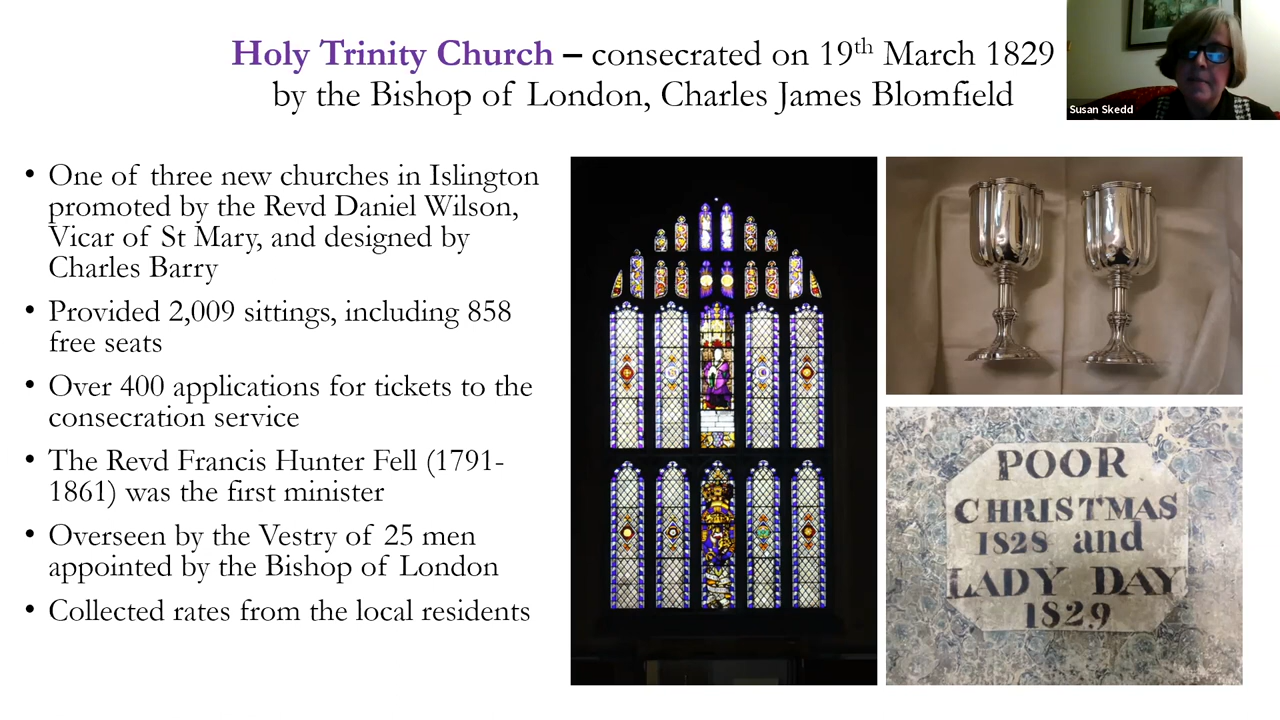 Holy Trinity Church – consecrated on 19th March 1829
by the Bishop of London, Charles James Blomfield
Susan Skedd
• One of three new churches in Islington
promoted by the Revd Daniel Wilson,
Vicar of St Mary, and designed by
Charles Barry
• Provided 2,009 sittings, including 858
free seats
• Over 400 applications for tickets to the
consecration service
• The Revd Francis Hunter Fell (1791-
1861) was the first minister
• Overseen by the Vestry of 25 men
appointed by the Bishop of London
• Collected rates from the local residents
POOR
CHRISTMAS
1828 and
LADY DAY
1829